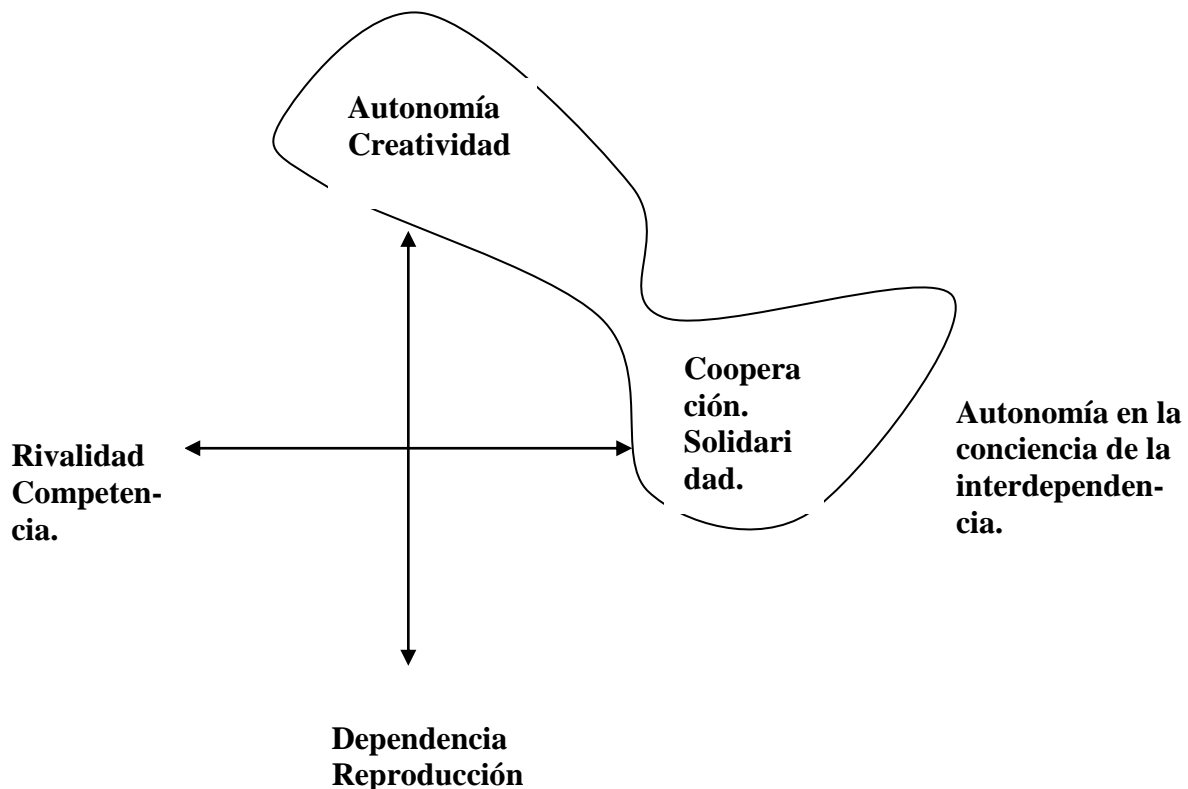 Autonomía
Creatividad
Coopera
ción.
Solidari
dad.
Autonomía en la
conciencia de la
interdependen-
cia.
Rivalidad
Competen-
cia.
Dependencia
Reproducción